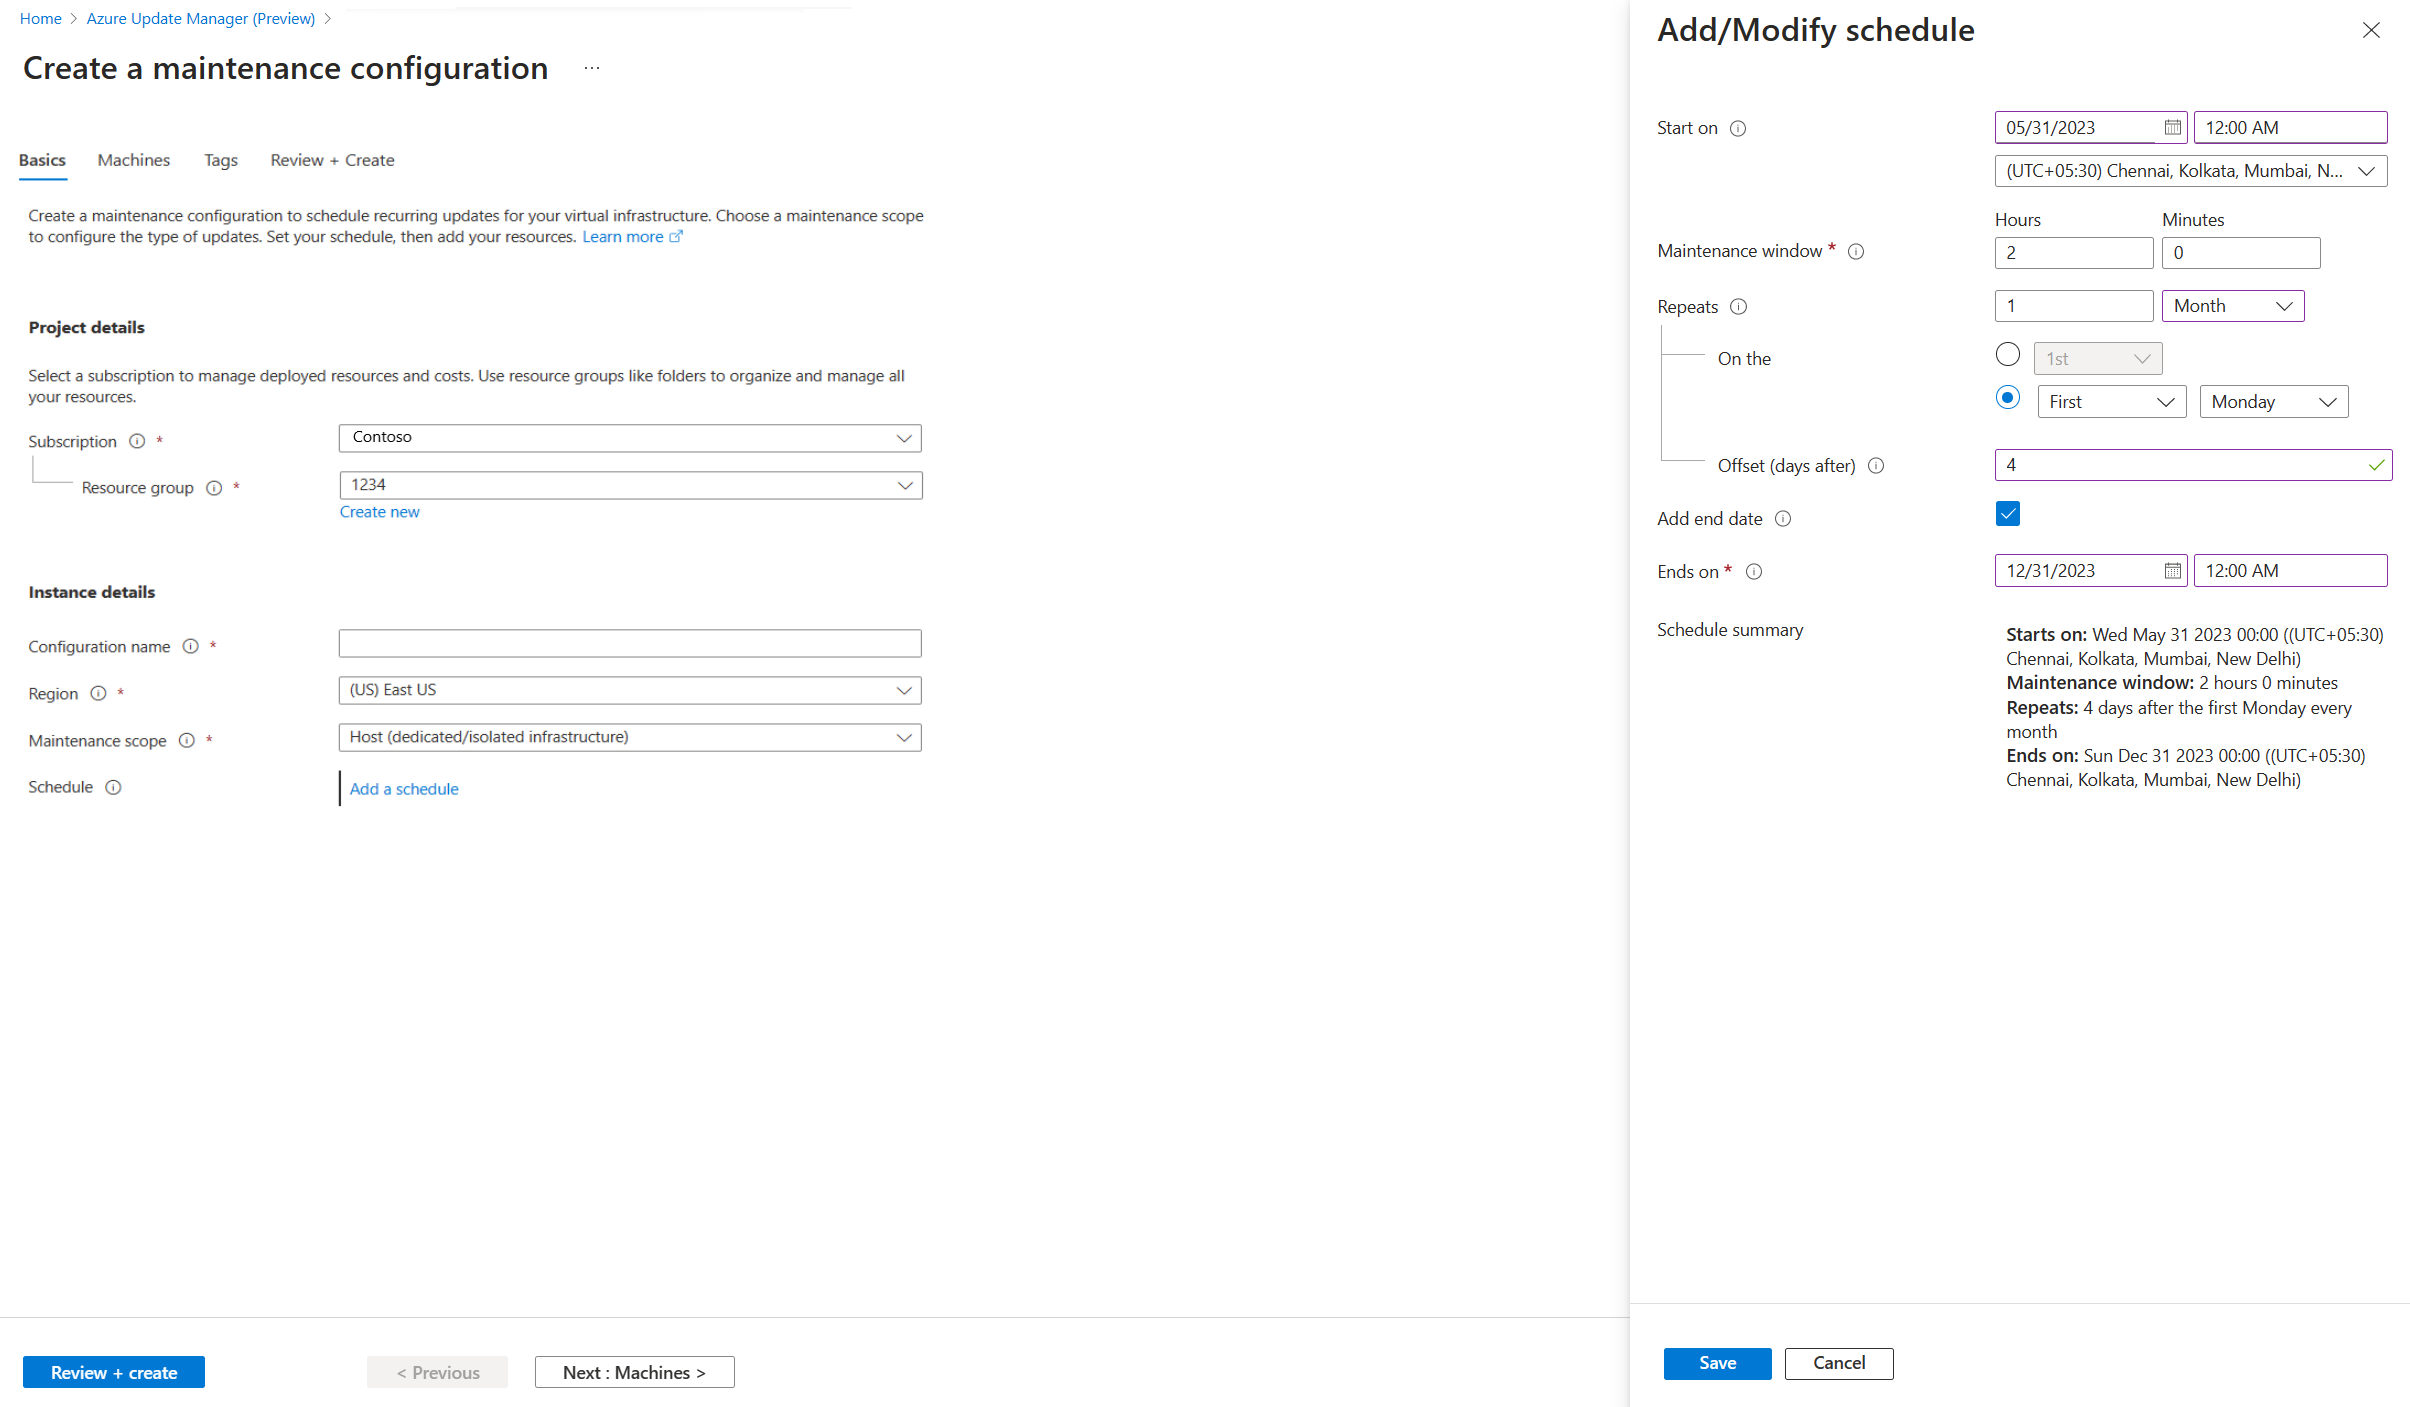 Home > Azure Update Manager (Preview) >
Create a maintenance configuration ...
Basics Machines Tags Review + Create
Create a maintenance configuration to schedule recurring updates for your virtual infrastructure. Choose a maintenance scope
to configure the type of updates. Set your schedule, then add your resources. Learn more
Project details
Select a subscription to manage deployed resources and costs. Use resource groups like folders to organize and manage all
your resources.
Subscription * Contoso
Resource group * 1234
Create new
Instance details
Configuration name *
Region * (US) East US
Maintenance scope * Host (dedicated/isolated infrastructure)
Schedule Add a schedule
Review + create < Previous Next : Machines >
Add/Modify schedule
Start on 05/31/2023 12:00 AM
(UTC+05:30) Chennai, Kolkata, Mumbai, N...
Hours Minutes
Maintenance window * 2 0
Repeats 1 Month
On the 1st
First Monday
Offset (days after) 4
Add end date
Ends on * 12/31/2023 12:00 AM
Schedule summary
Starts on: Wed May 31 2023 00:00 ((UTC+05:30)
Chennai, Kolkata, Mumbai, New Delhi)
Maintenance window: 2 hours 0 minutes
Repeats: 4 days after the first Monday every
month
Ends on: Sun Dec 31 2023 00:00 ((UTC+05:30)
Chennai, Kolkata, Mumbai, New Delhi)
Save Cancel